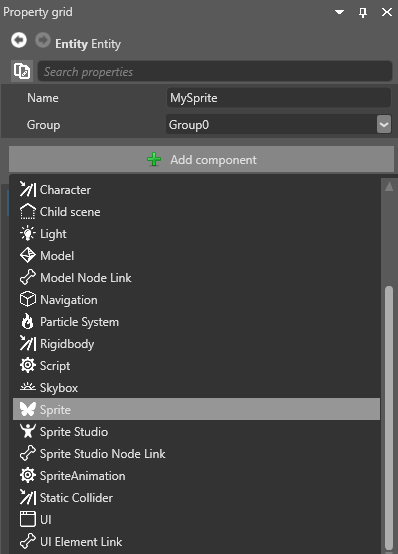 Property grid
Entity Entity
Search properties
Name MySprite
Group Group0
Add component
Character
Child scene
Light
Model
Model Node Link
Navigation
Particle System
Rigidbody
Script
Skybox
Sprite
Sprite Studio
Sprite Studio Node Link
SpriteAnimation
Static Collider
UI
UI Element Link